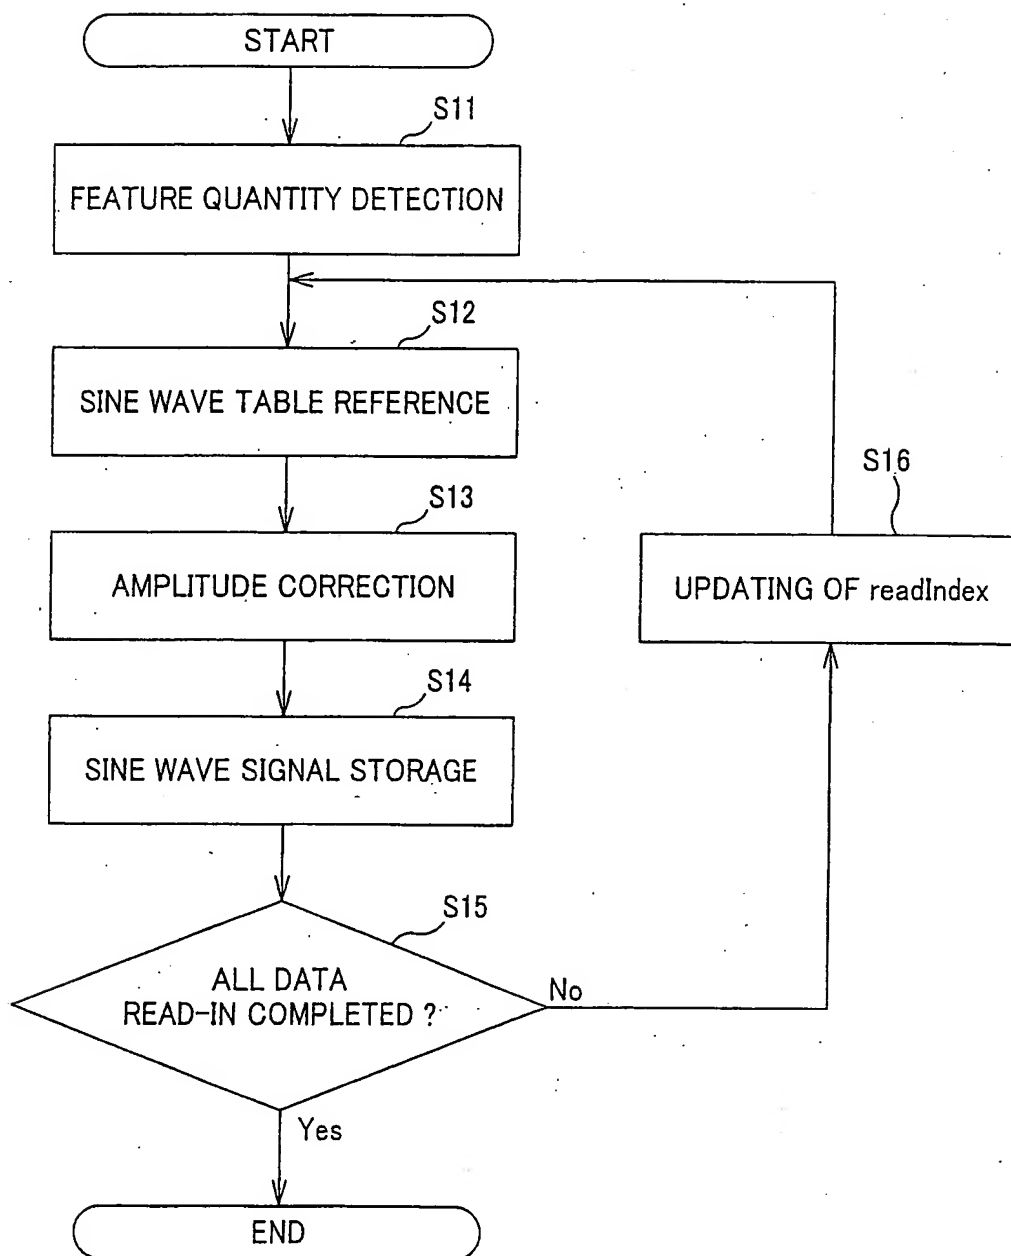 START
S11
FEATURE QUANTITY DETECTION
S12
SINE WAVE TABLE REFERENCE
S13
AMPLITUDE CORRECTION
S14
SINE WAVE SIGNAL STORAGE
S15
ALL DATA
READ-IN COMPLETED ?
No
S16
UPDATING OF readIndex
Yes
END